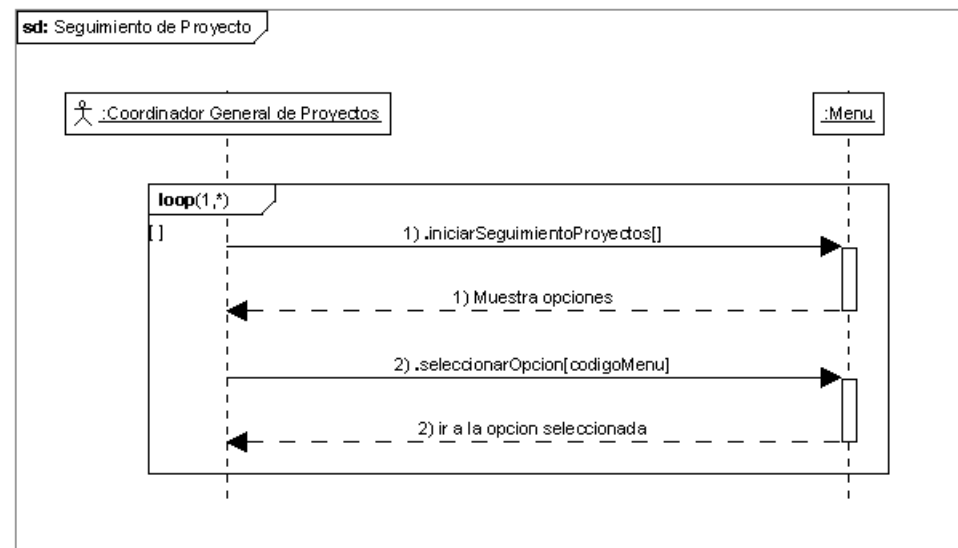 sd: Seguimiento de Proyecto
:Coordinador General de Proyectos
:Menu
loop(1,*)
[ ]
1) .iniciarSeguimientoProyectos[]
1) Muestra opciones
2) .seleccionarOpcion[codigoMenu]
2) ir a la opcion seleccionada